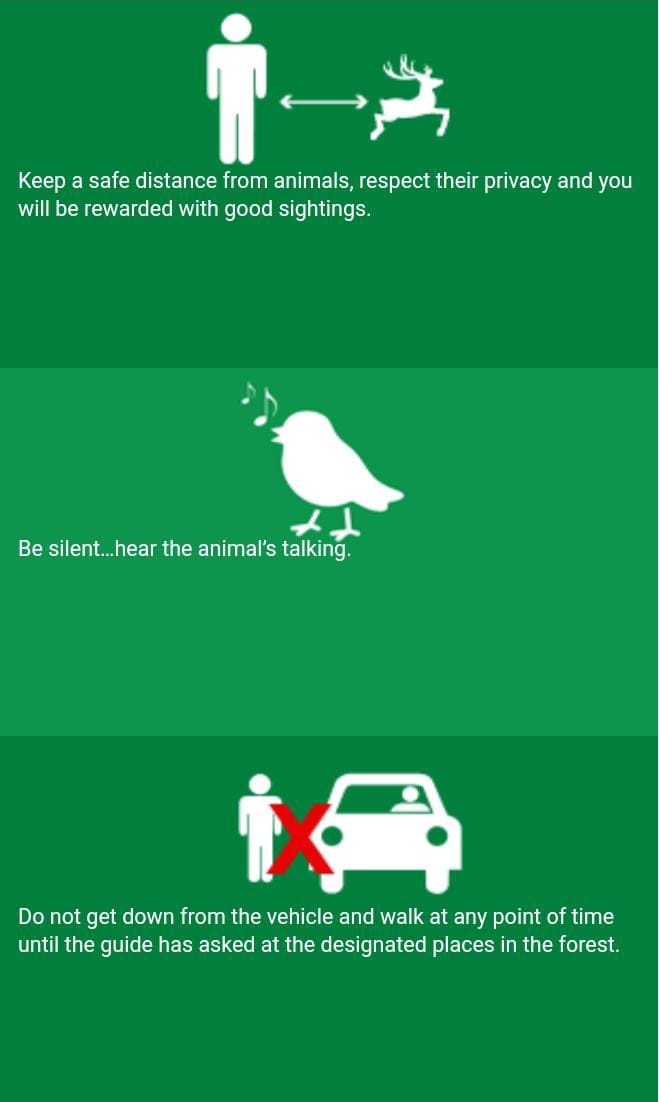 Keep a safe distance from animals, respect their privacy and you
will be rewarded with good sightings.
Be silent...hear the animal’s talking.
X
Do not get down from the vehicle and walk at any point of time
until the guide has asked at the designated places in the forest.